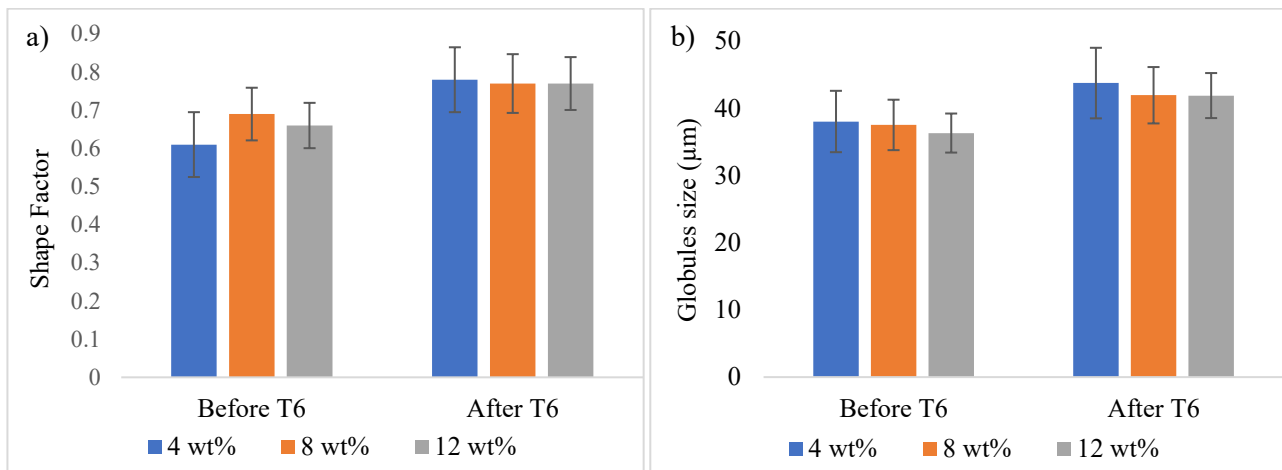 a)
Shape Factor
0.9
0.8
0.7
0.6
0.5
0.4
0.3
0.2
0.1
0
Before T6 After T6
4 wt% 8 wt% 12 wt%
b)
Globules size (µm)
50
40
30
20
10
0
Before T6 After T6
4 wt% 8 wt% 12 wt%